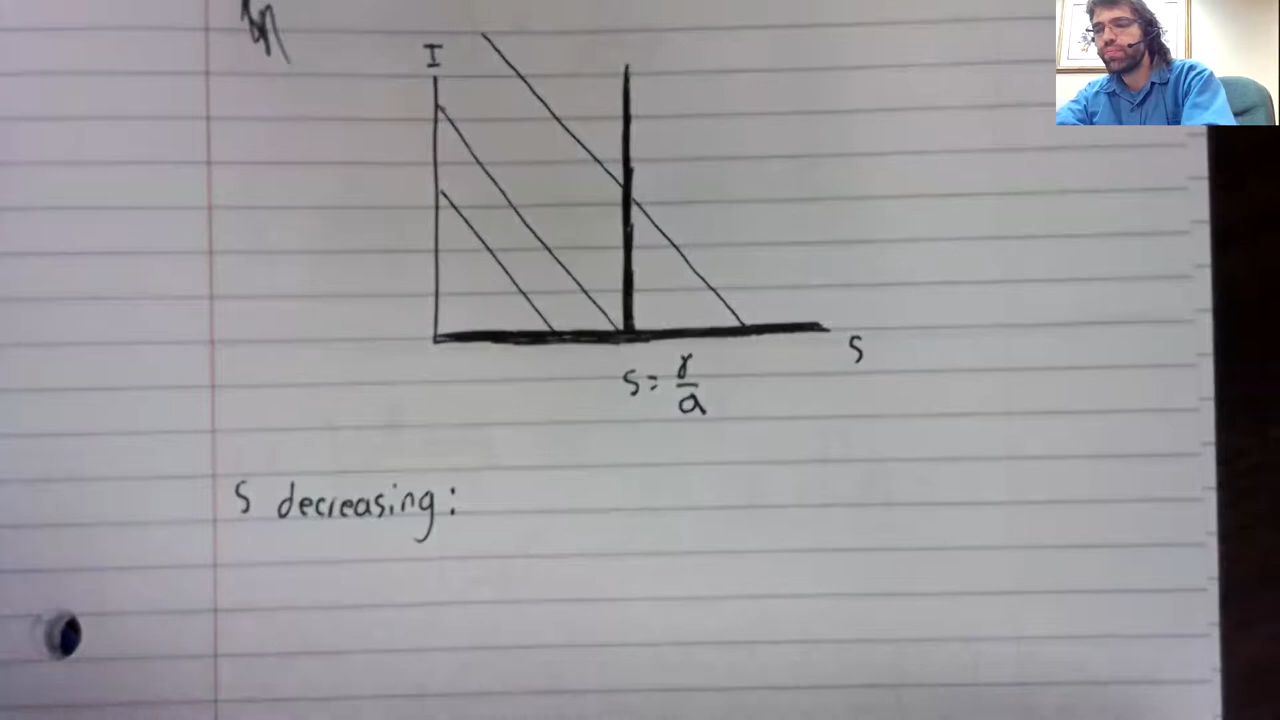 I
S
S = γ/a
S decreasing: